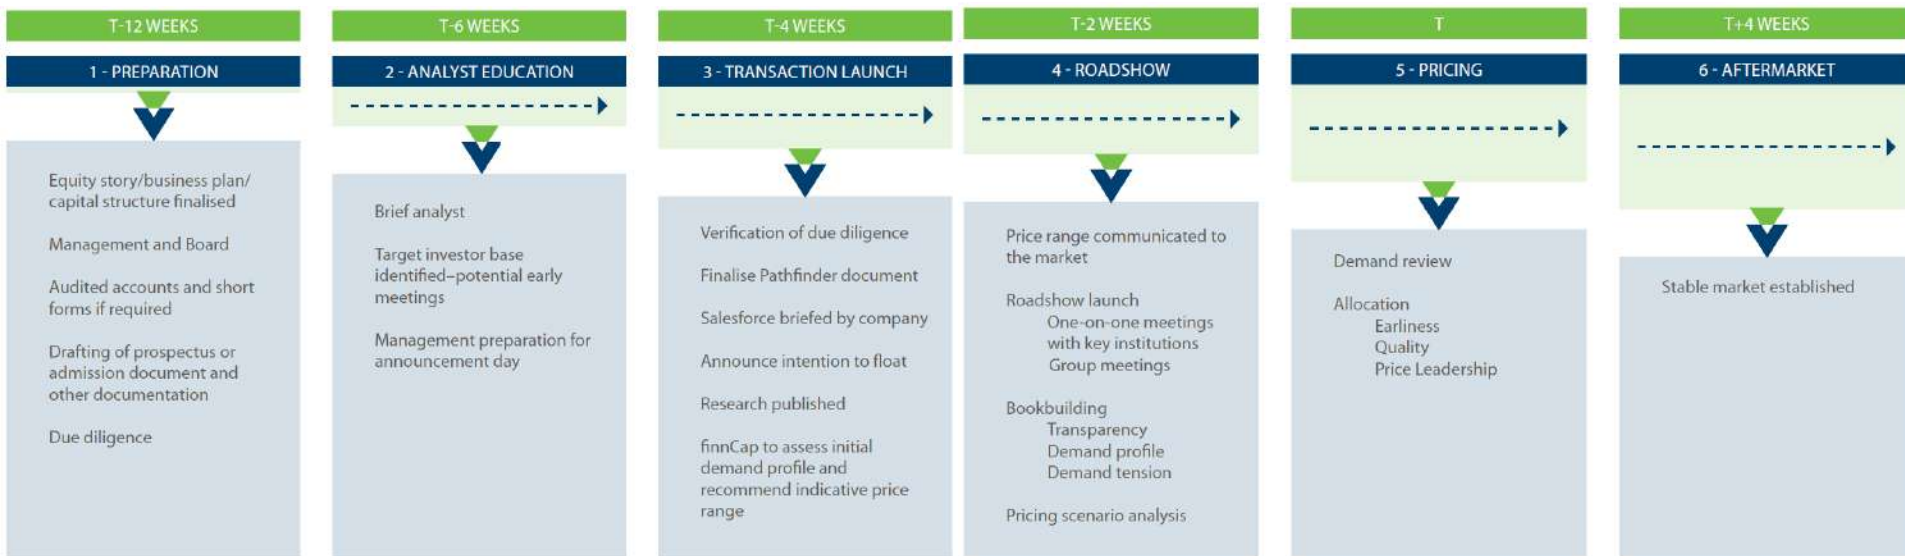 T-12 WEEKS
1 - PREPARATION
Equity story/business plan/
capital structure finalised
Management and Board
Audited accounts and short
forms if required
Drafting of prospectus or
admission document and
other documentation
Due diligence
T-6 WEEKS
2 - ANALYST EDUCATION
Brief analyst
Target investor base
identified–potential early
meetings
Management preparation for
announcement day
T-4 WEEKS
3 - TRANSACTION LAUNCH
Verification of due diligence
Finalise Pathfinder document
Salesforce briefed by company
Announce intention to float
Research published
finnCap to assess initial
demand profile and
recommend indicative price
range
T-2 WEEKS
4 - ROADSHOW
Price range communicated to
the market
Roadshow launch
One-on-one meetings
with key institutions
Group meetings
Bookbuilding
Transparency
Demand profile
Demand tension
Pricing scenario analysis
T
5 - PRICING
Demand review
Allocation
Earliness
Quality
Price Leadership
T+4 WEEKS
6 - AFTERMARKET
Stable market established